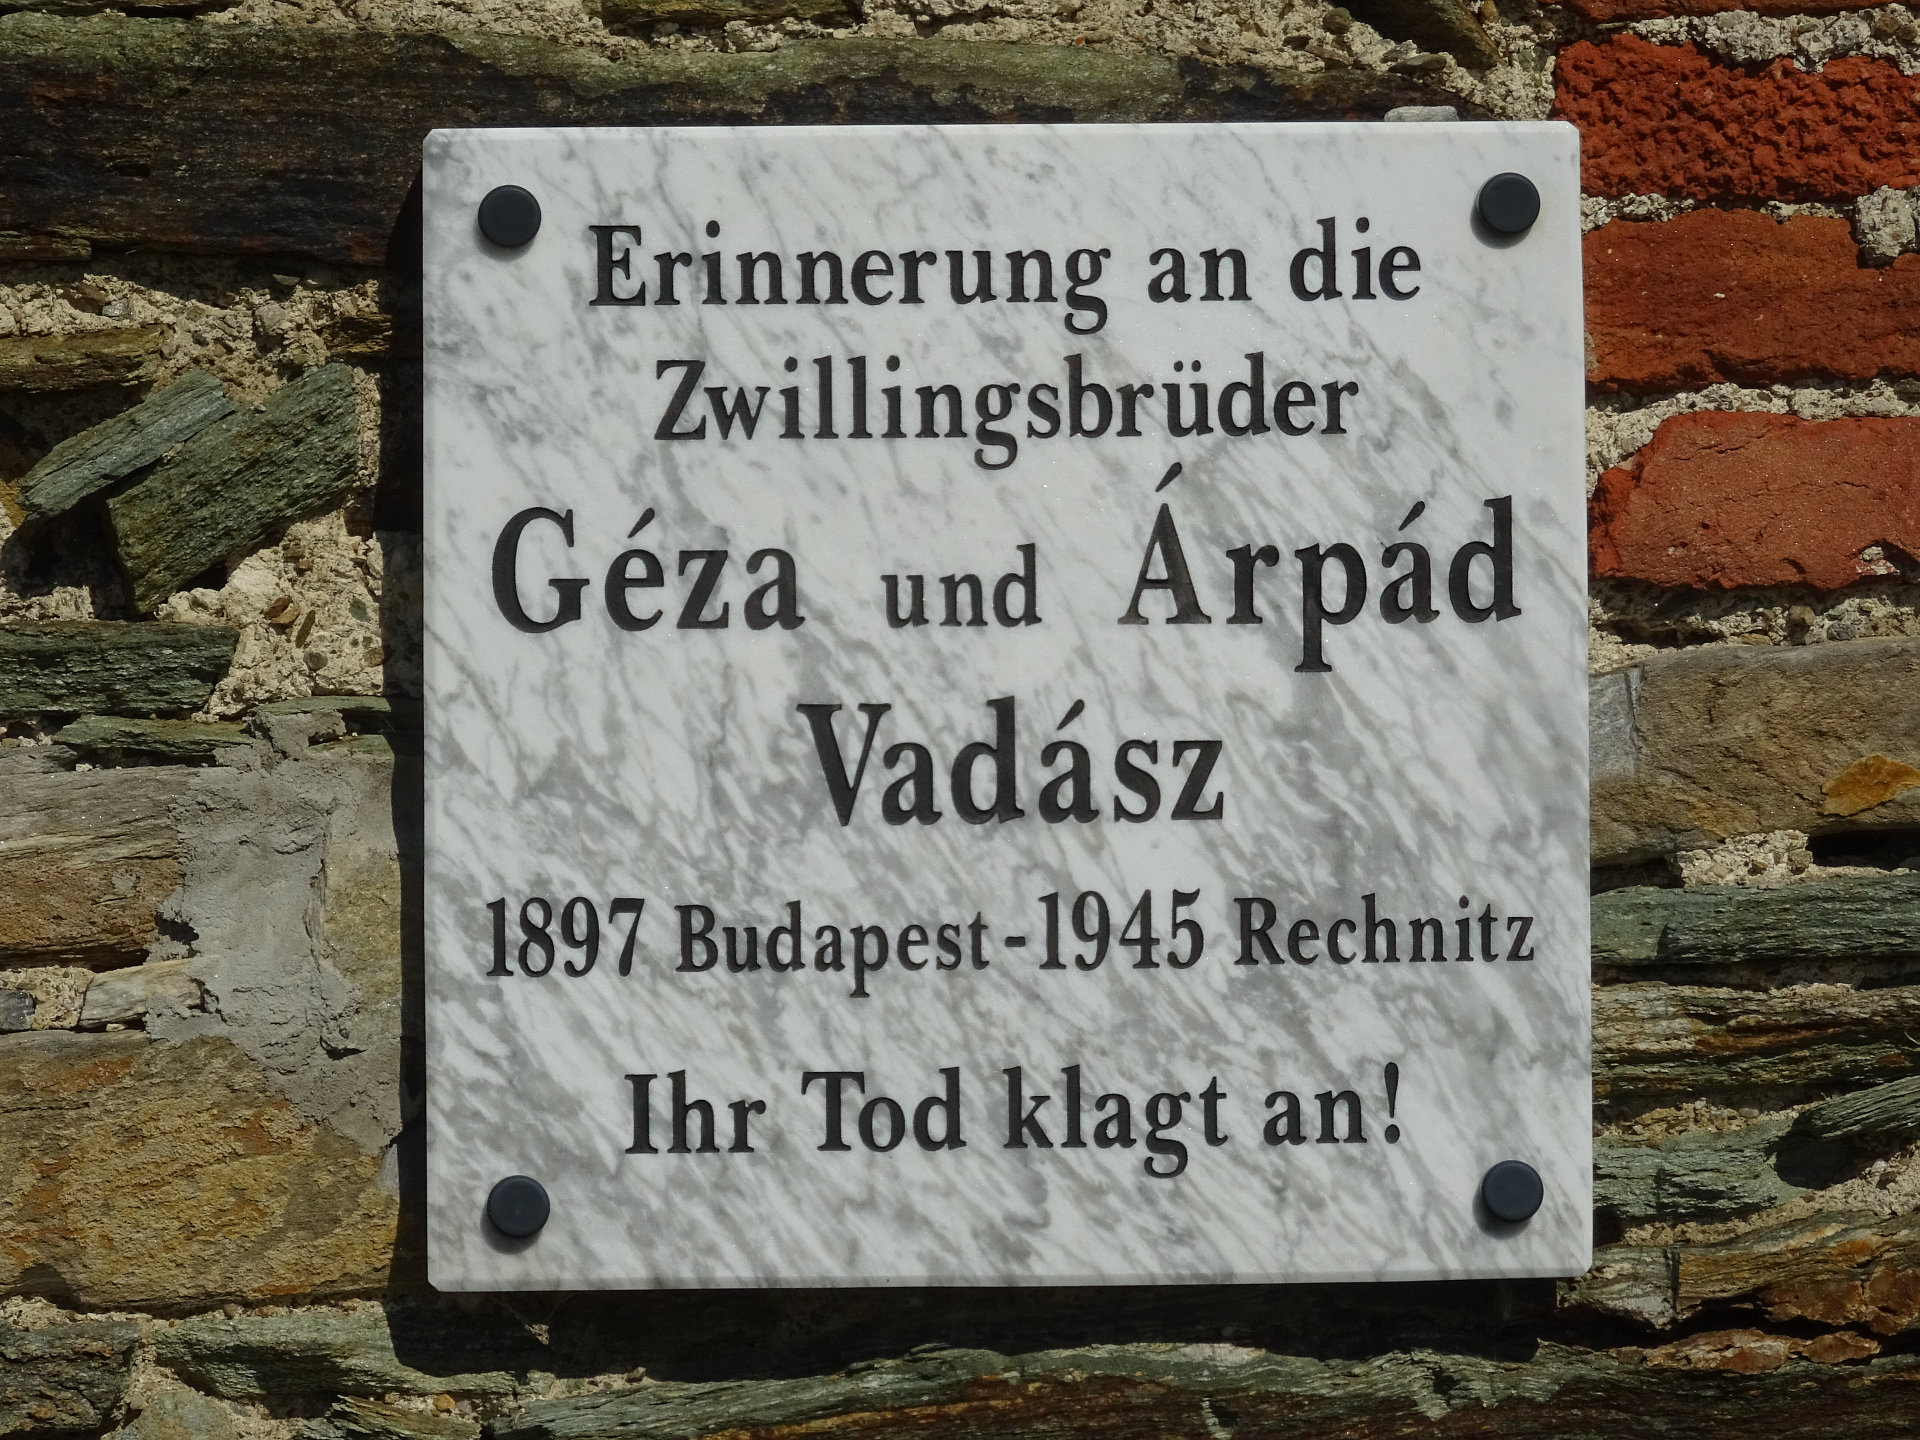 Erinnerung an die
Zwillingsbrüder
Géza und Árpád
Vadász
1897 Budapest - 1945 Rechnitz
Ihr Tod klagt an!